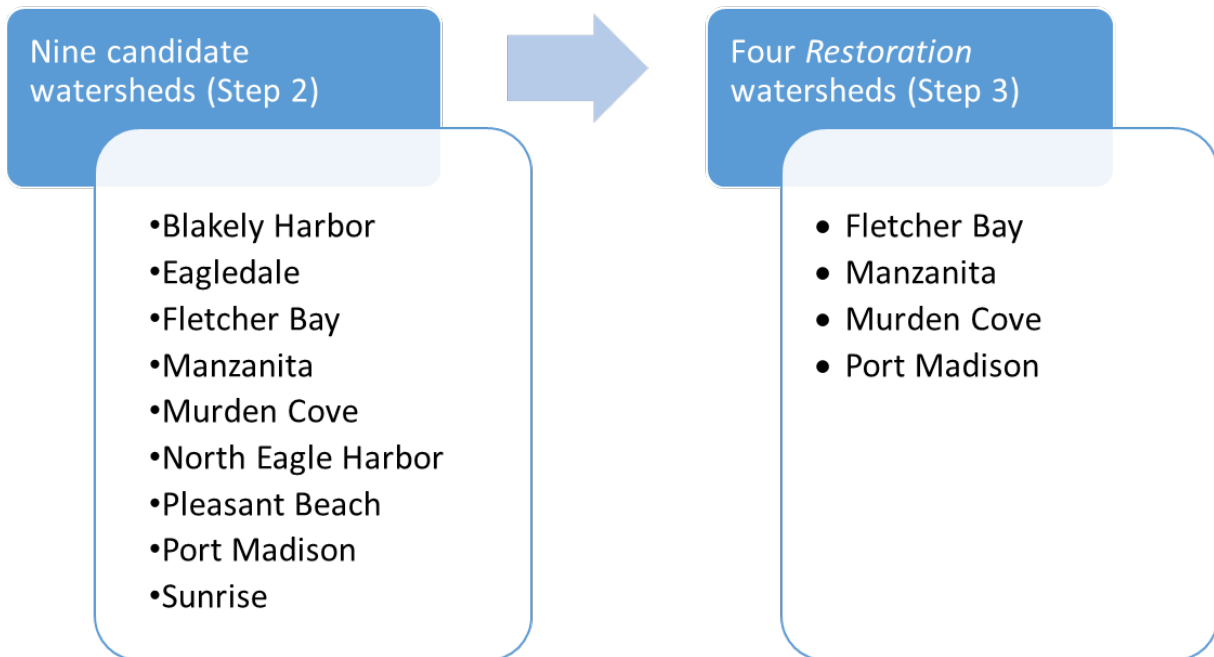 Nine candidate
watersheds (Step 2)
•Blakely Harbor
•Eagledale
•Fletcher Bay
•Manzanita
•Murden Cove
•North Eagle Harbor
•Pleasant Beach
•Port Madison
•Sunrise
Four Restoration
watersheds (Step 3)
• Fletcher Bay
• Manzanita
• Murden Cove
• Port Madison